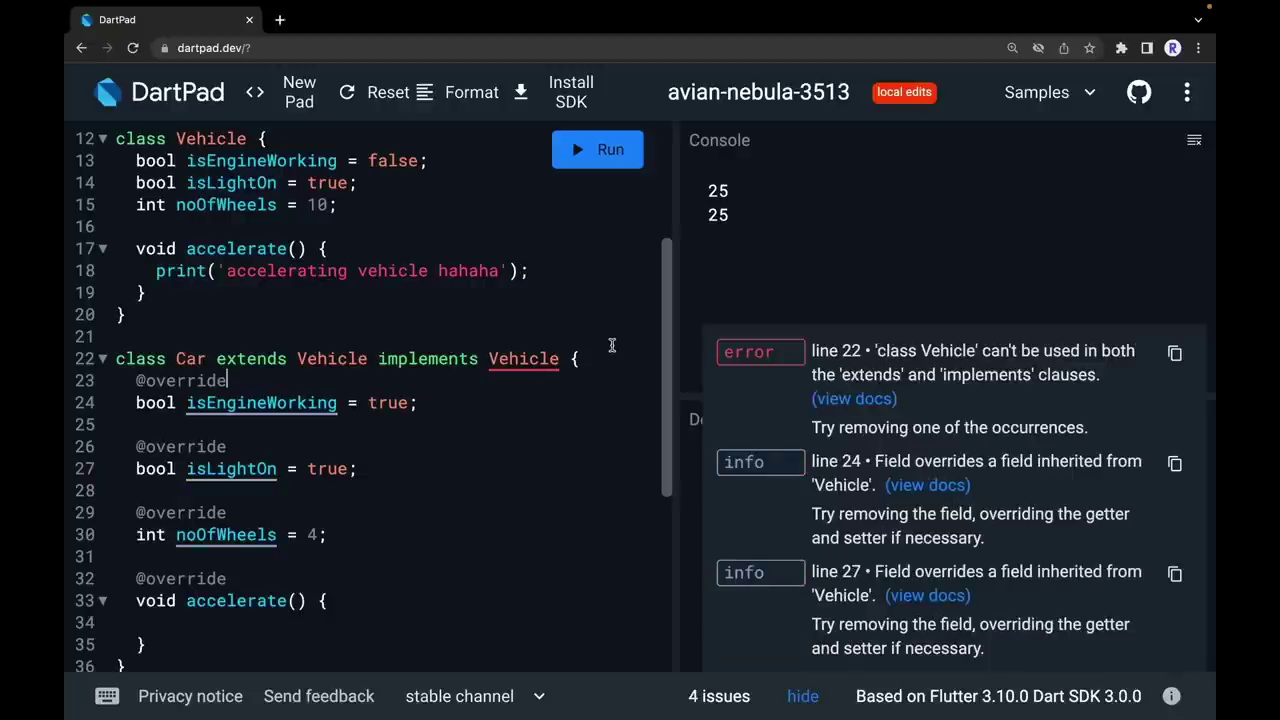 DartPad
dartpad.dev/?
R
DartPad
New Pad
Reset
Format
Install SDK
avian-nebula-3513
local edits
Samples
12 class Vehicle {
13 bool isEngineWorking = false;
14 bool isLightOn = true;
15 int noOfWheels = 10;
16
17 void accelerate() {
18 print('accelerating vehicle hahaha');
19 }
20 }
21
22 class Car extends Vehicle implements Vehicle {
23 @override
24 bool isEngineWorking = true;
25
26 @override
27 bool isLightOn = true;
28
29 @override
30 int noOfWheels = 4;
31
32 @override
33 void accelerate() {
34
35 }
36 }
Run
Console
25
25
error
line 22 • 'class Vehicle' can't be used in both
the 'extends' and 'implements' clauses.
(view docs)
Try removing one of the occurrences.
info
line 24 • Field overrides a field inherited from
'Vehicle'. (view docs)
Try removing the field, overriding the getter
and setter if necessary.
info
line 27 • Field overrides a field inherited from
'Vehicle'. (view docs)
Try removing the field, overriding the getter
and setter if necessary.
Privacy notice
Send feedback
stable channel
4 issues
hide
Based on Flutter 3.10.0 Dart SDK 3.0.0